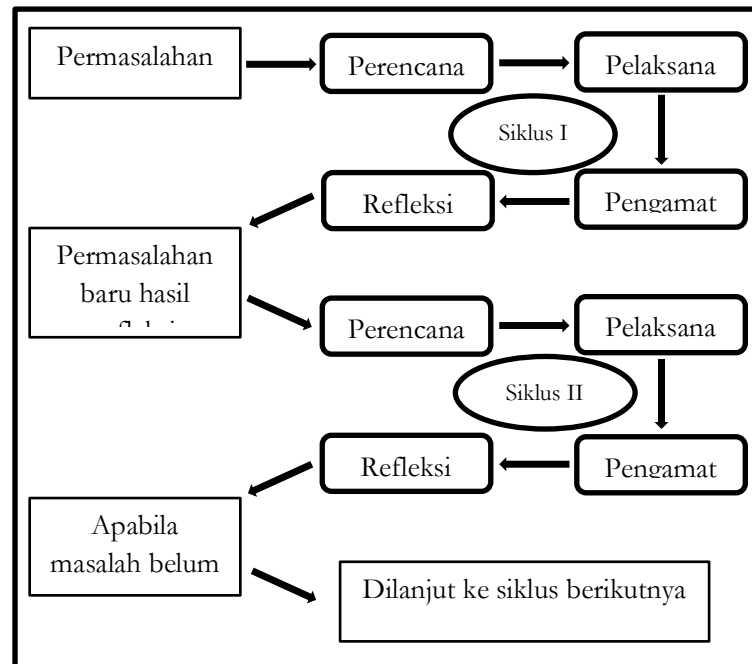 Permasalahan
Perencana
Pelaksana
Siklus I
Refleksi
Pengamat
Permasalahan
baru hasil
Perencana
Pelaksana
Siklus II
Refleksi
Pengamat
Apabila
masalah belum
Dilanjut ke siklus berikutnya